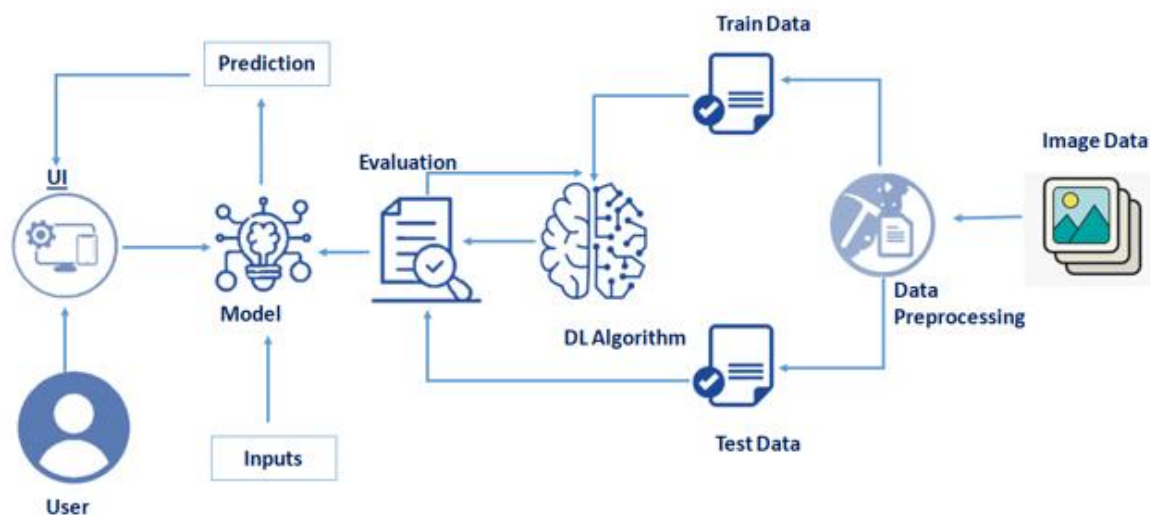 Train Data
Prediction
Image Data
Evaluation
UI
Model
Data
Preprocessing
DL Algorithm
Inputs
Test Data
User